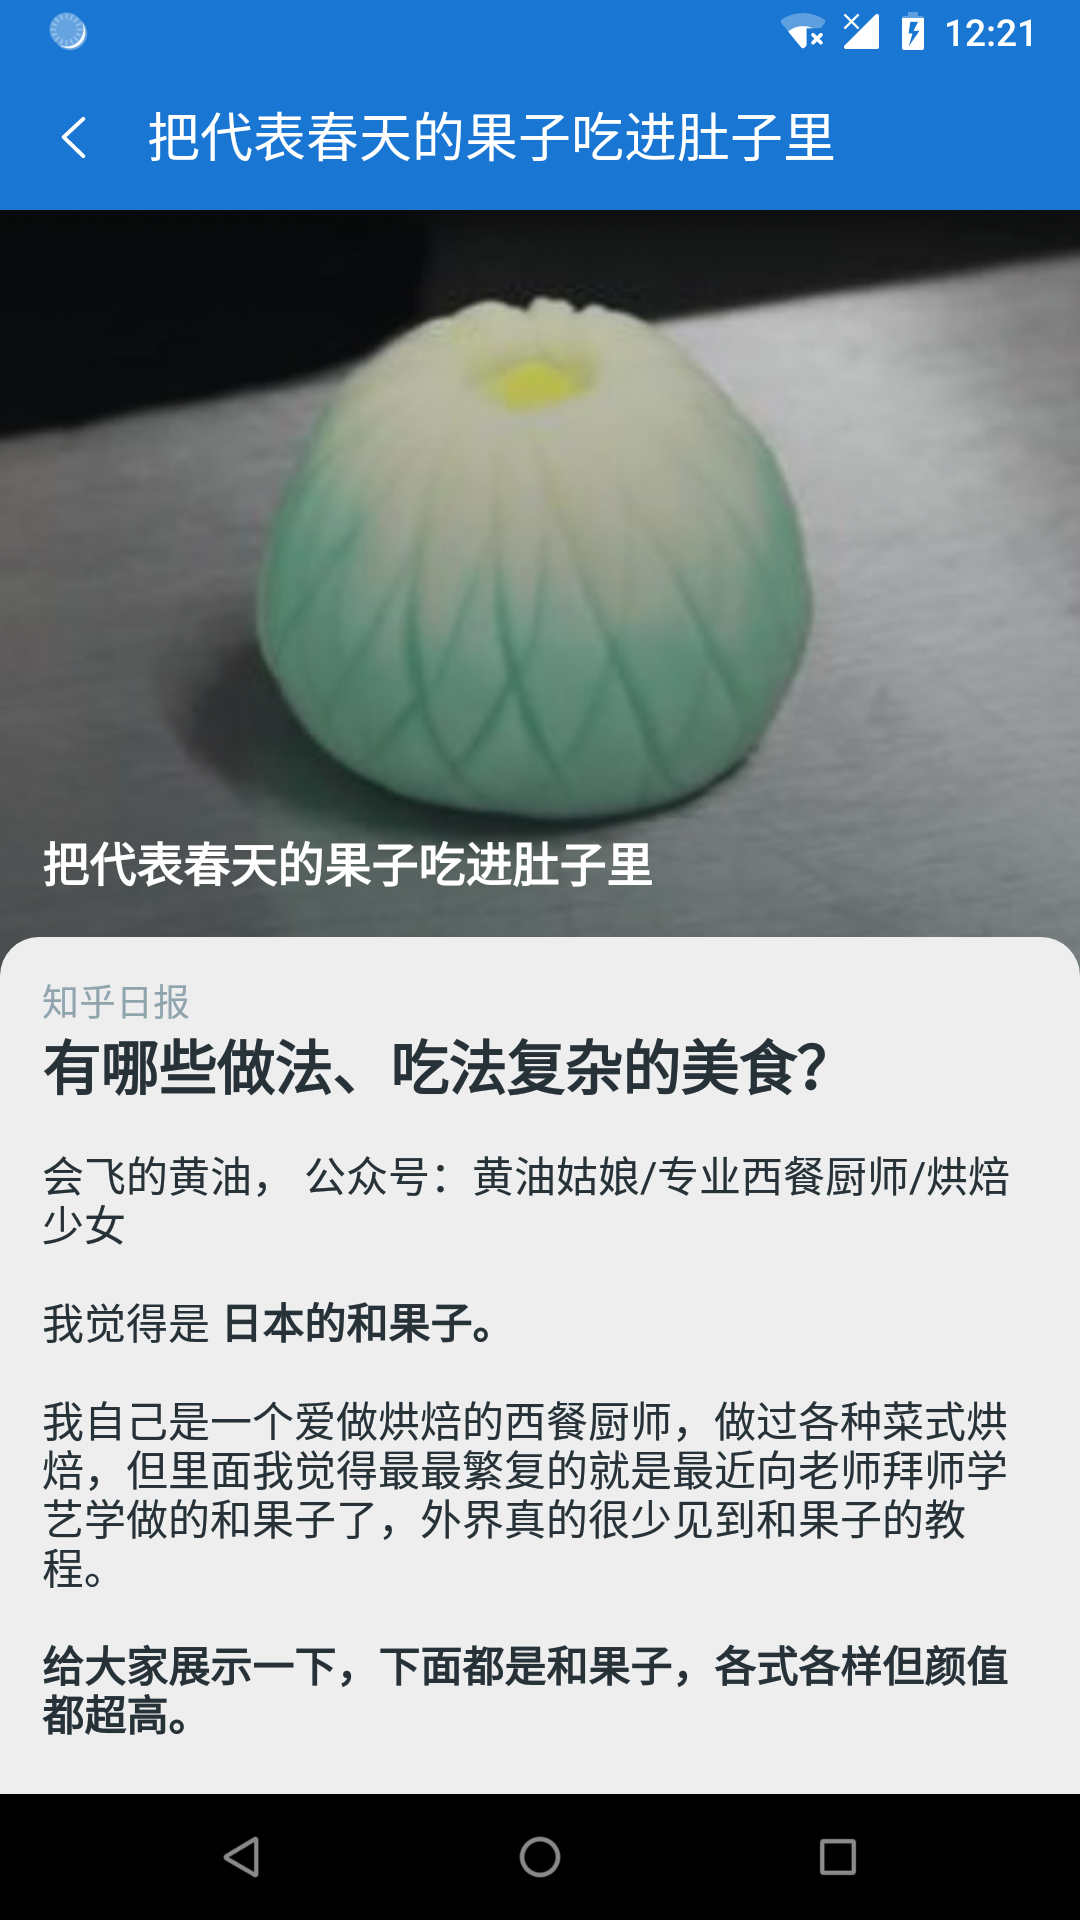 12:21
把代表春天的果子吃进肚子里
把代表春天的果子吃进肚子里
知乎日报
有哪些做法、吃法复杂的美食？
会飞的黄油， 公众号：黄油姑娘/专业西餐厨师/烘焙
少女
我觉得是 日本的和果子。
我自己是一个爱做烘焙的西餐厨师，做过各种菜式烘
焙，但里面我觉得最最繁复的就是最近向老师拜师学
艺学做的和果子了，外界真的很少见到和果子的教
程。
给大家展示一下，下面都是和果子，各式各样但颜值
都超高。